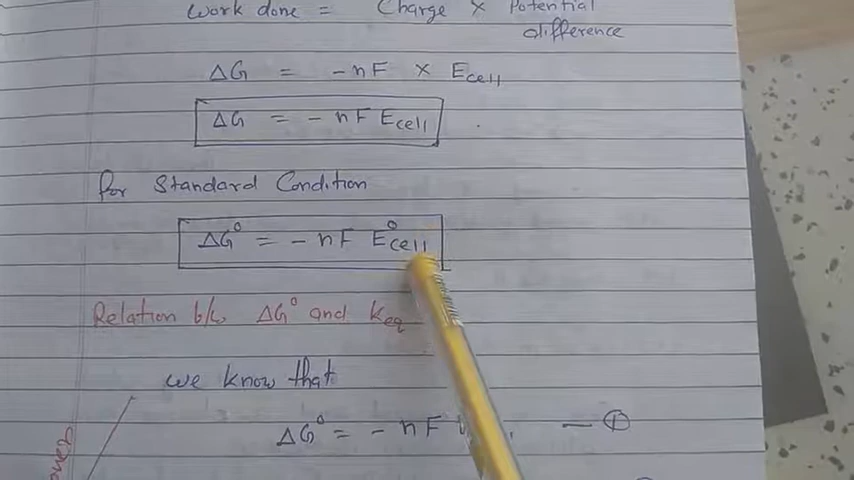 Work done = Charge × Potential
difference
ΔG = -nF × Ecell
ΔG = -nF Ecell
for Standard Condition
ΔG° = -nF E°cell
Relation b/w ΔG° and Keq
we know that
ΔG° = -nF — ①